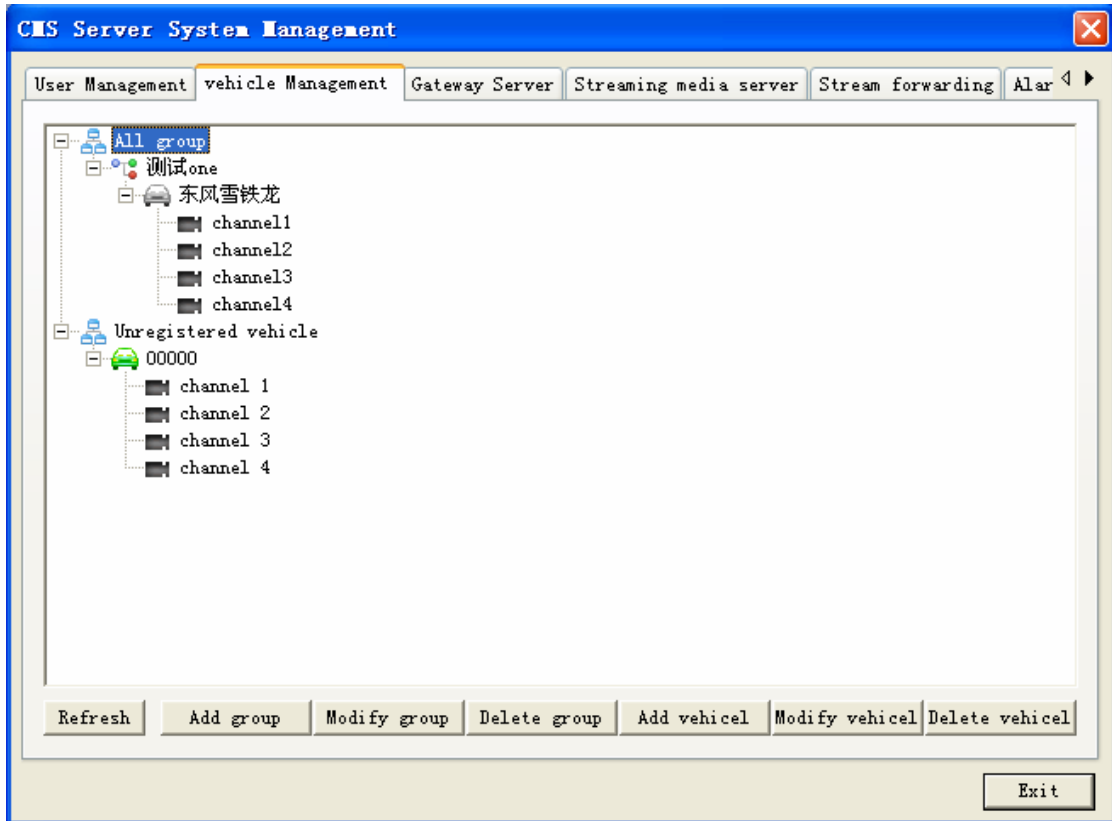 CMS Server System Management
User Management vehicle Management Gateway Server Streaming media server Stream forwarding Alar
All group
测试one
东风雪铁龙
channel1
channel2
channel3
channel4
Unregistered vehicle
00000
channel 1
channel 2
channel 3
channel 4
Refresh Add group Modify group Delete group Add vehicel Modify vehicel Delete vehicel
Exit